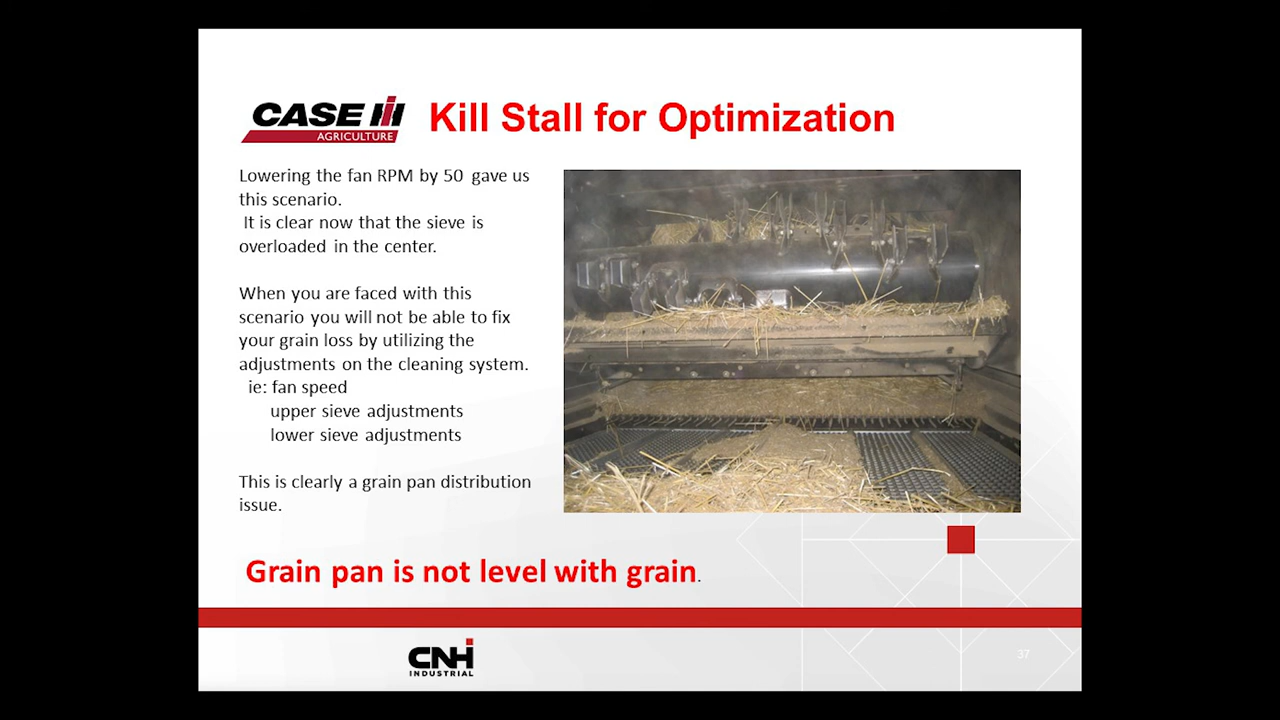 CASE IH
AGRICULTURE
Kill Stall for Optimization
Lowering the fan RPM by 50 gave us
this scenario.
It is clear now that the sieve is
overloaded in the center.
When you are faced with this
scenario you will not be able to fix
your grain loss by utilizing the
adjustments on the cleaning system.
ie: fan speed
upper sieve adjustments
lower sieve adjustments
This is clearly a grain pan distribution
issue.
Grain pan is not level with grain.
CNH
INDUSTRIAL
37